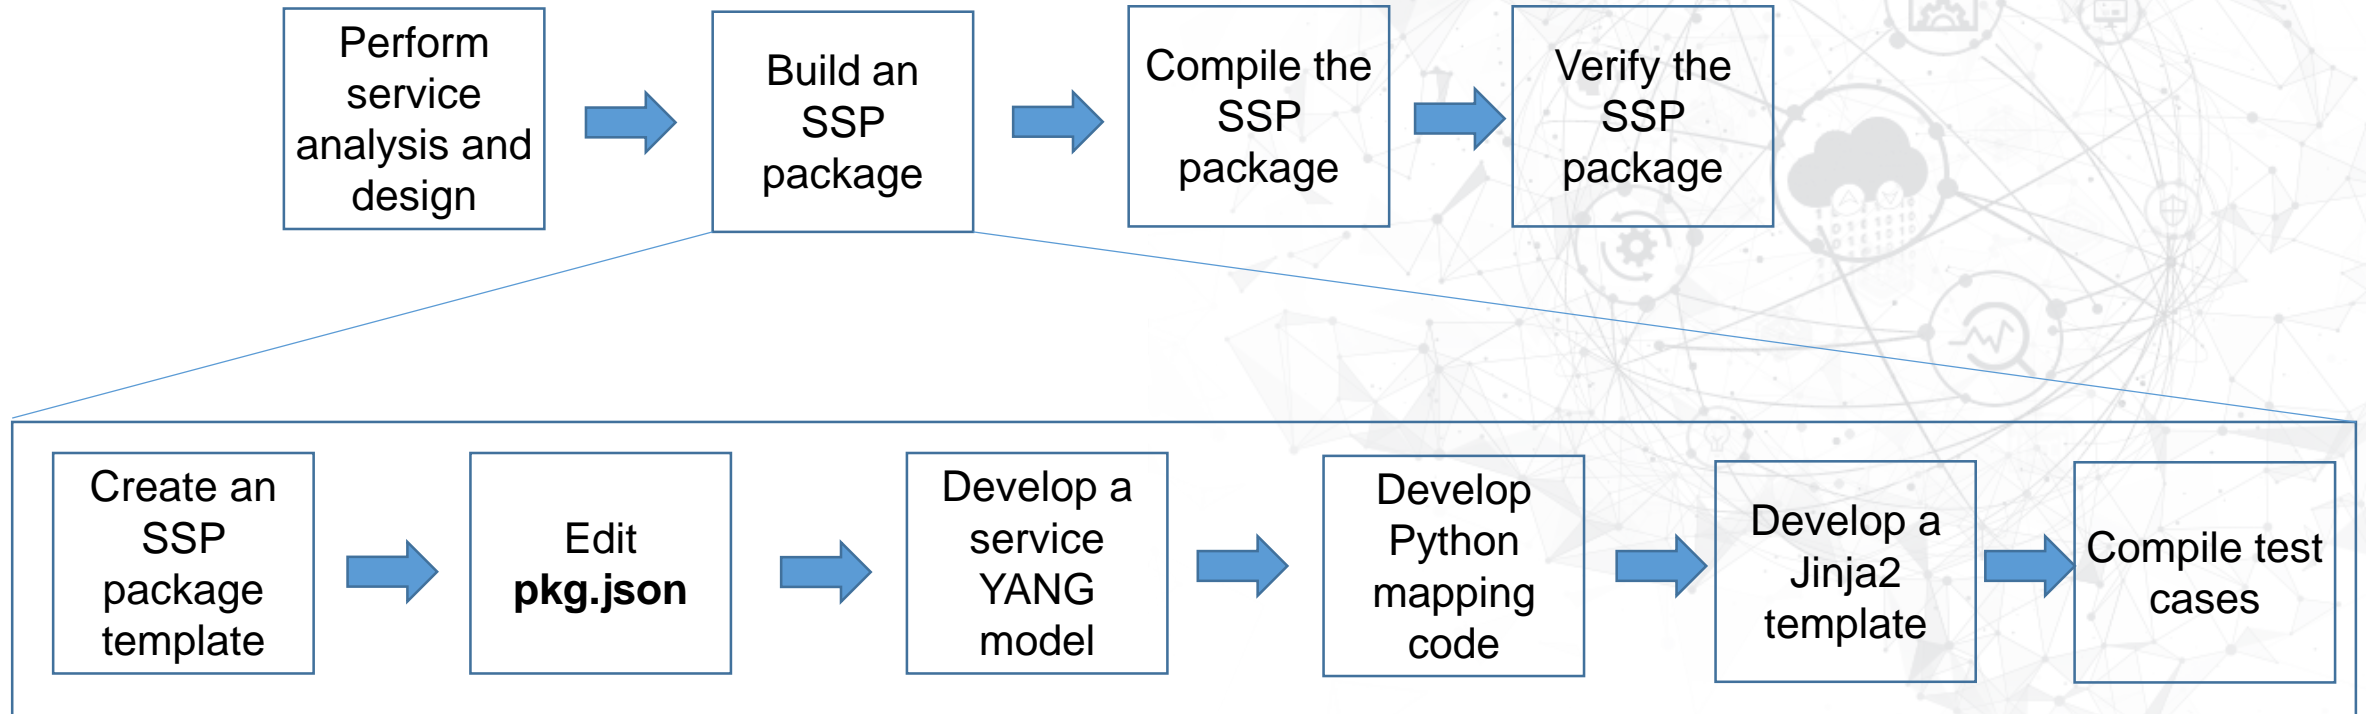 Perform
service
analysis and
design
Build an
SSP
package
Compile the
SSP
package
Verify the
SSP
package
Create an
SSP
package
template
Edit
pkg.json
Develop a
service
YANG
model
Develop
Python
mapping
code
Develop a
Jinja2
template
Compile test
cases